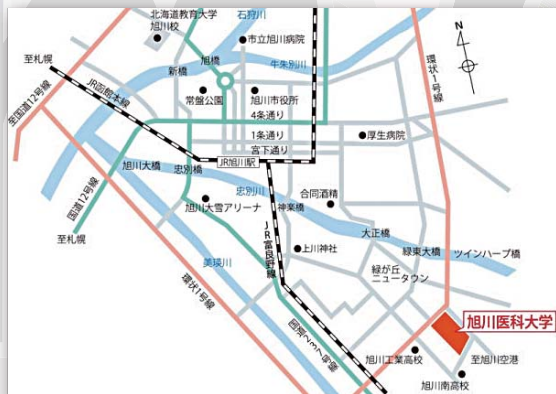 北海道教育大学
旭川校
石狩川
市立旭川病院
N
至札幌
新橋
旭橋
牛朱別川
環状1号線
至国道12号線
JR函館本線
常盤公園
旭川市役所
4条通り
1条通り
厚生病院
宮下通り
JR旭川駅
旭川大橋
忠別橋
国道12号線
忠別川
合同酒精
旭川大雪アリーナ
神楽橋
大正橋
至札幌
JR富良野線
上川神社
緑東大橋
ツインハープ橋
美瑛川
緑が丘
ニュータウン
環状1号線
国道237号線
旭川医科大学
旭川工業高校
至旭川空港
旭川南高校